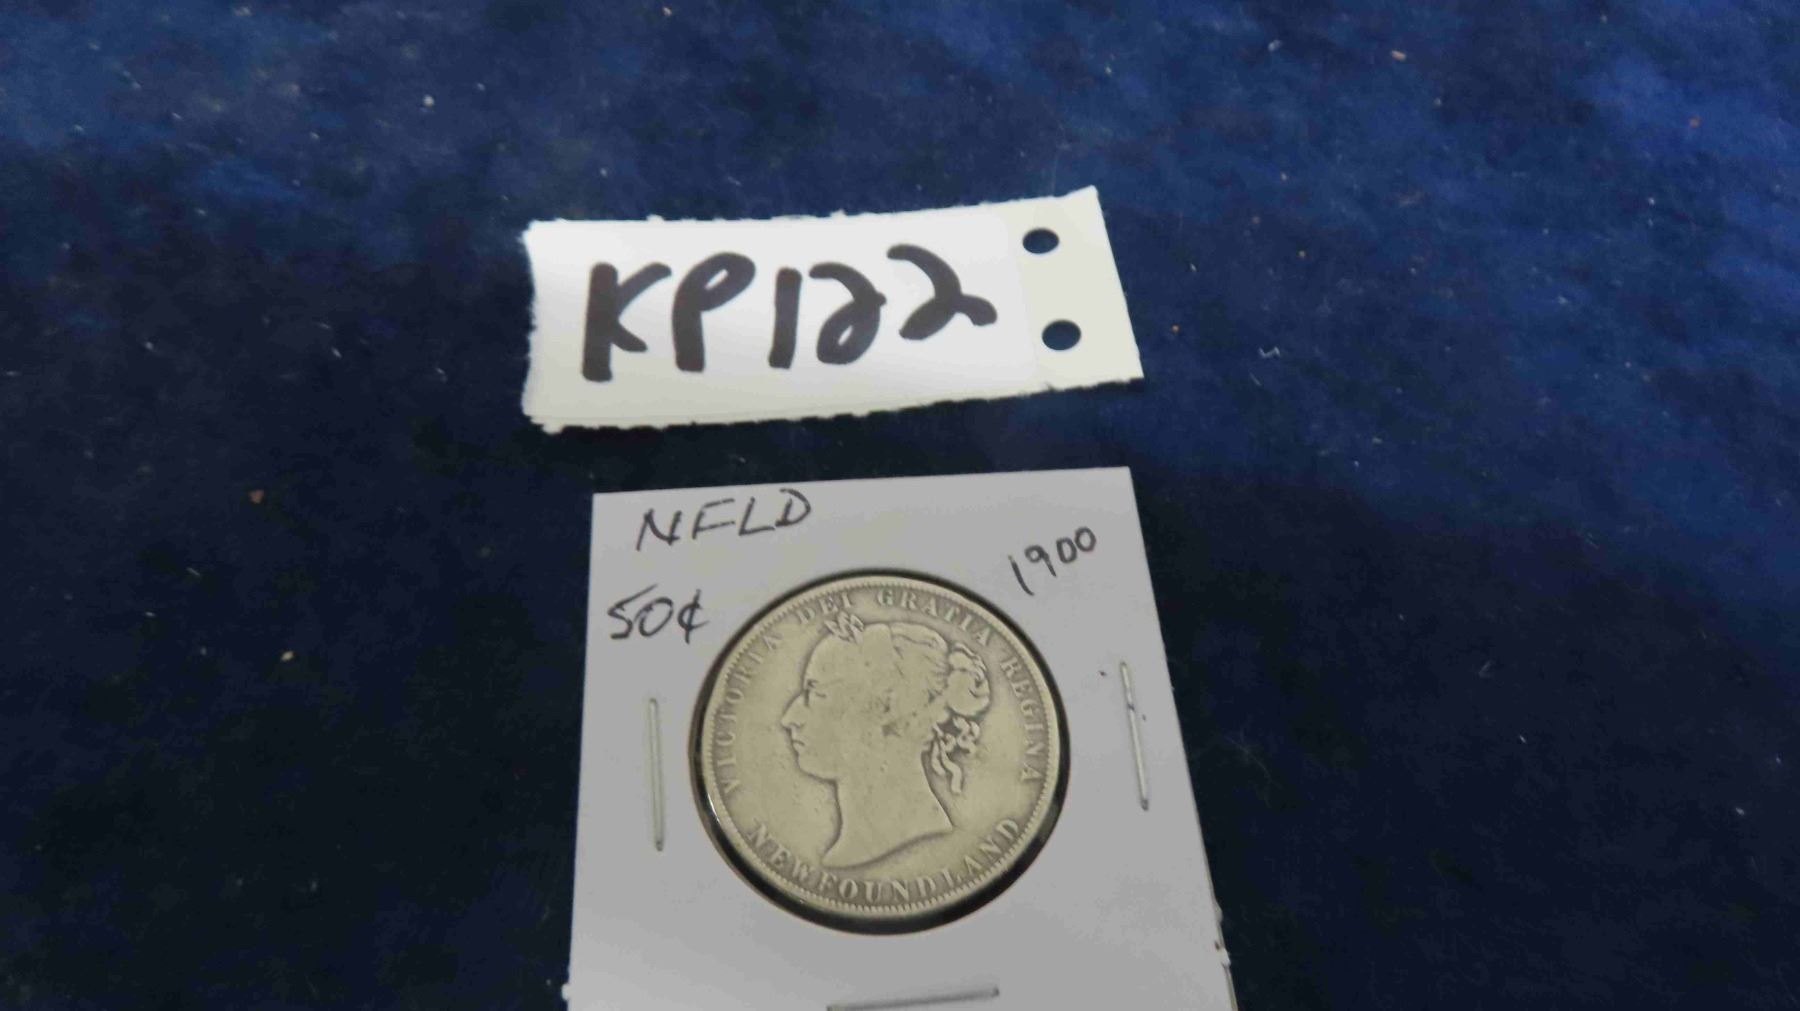 KP122
NFLD
1900
50¢
VICTORIA DEI GRATIA REGINA
NEWFOUNDLAND